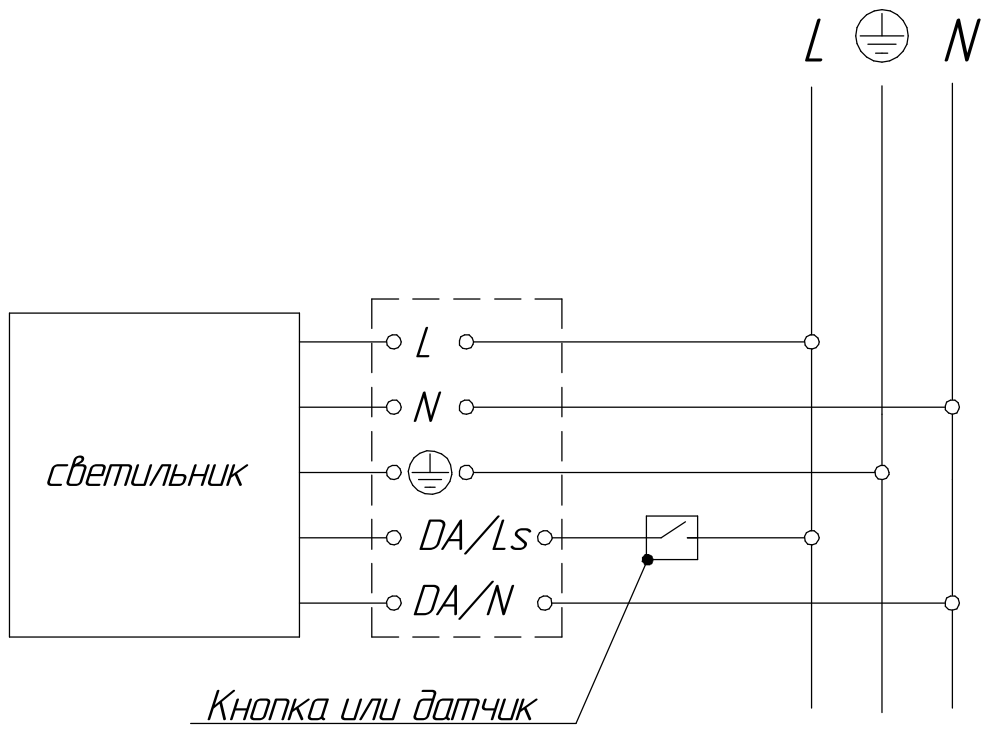 L N
L
N
светильник
DA/Ls
DA/N
Кнопка или датчик